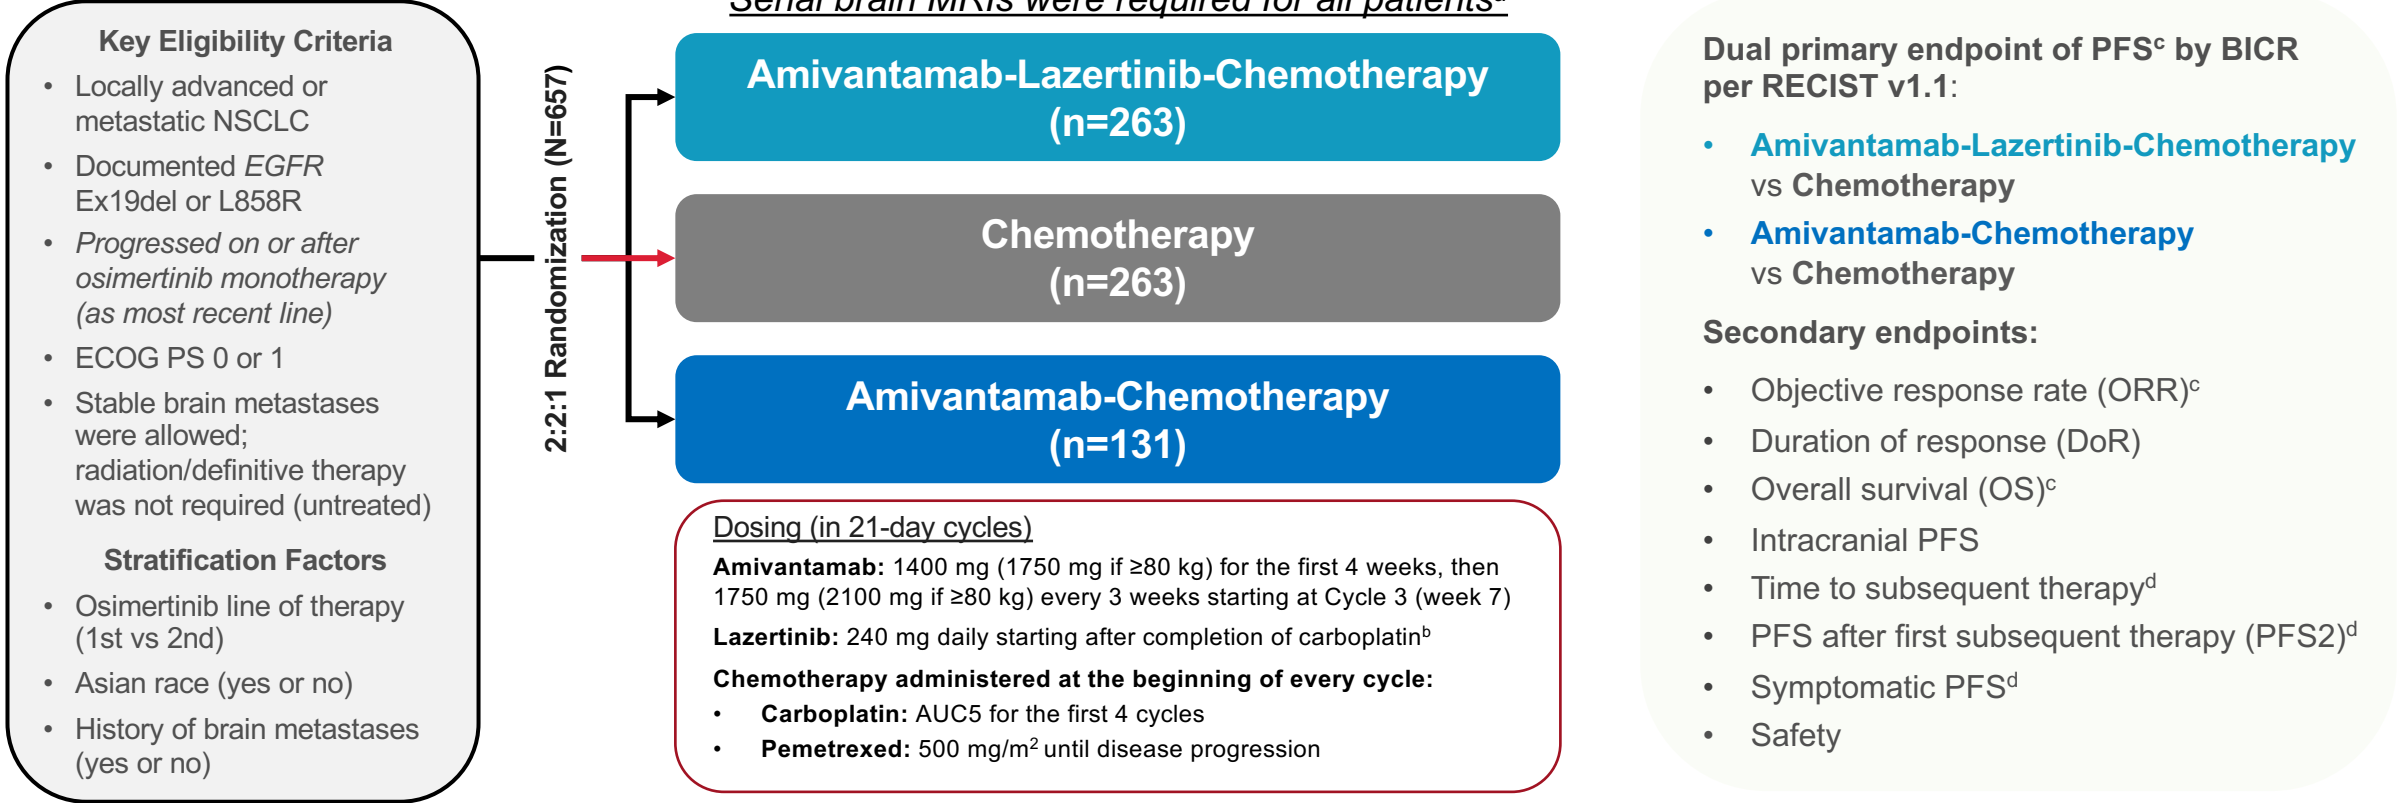 Serial brain MRIs were required for all patientsᵃ
Key Eligibility Criteria
• Locally advanced or
metastatic NSCLC
• Documented EGFR
Ex19del or L858R
• Progressed on or after
osimertinib monotherapy
(as most recent line)
• ECOG PS 0 or 1
• Stable brain metastases
were allowed;
radiation/definitive therapy
was not required (untreated)
Stratification Factors
• Osimertinib line of therapy
(1st vs 2nd)
• Asian race (yes or no)
• History of brain metastases
(yes or no)
2:2:1 Randomization (N=657)
Amivantamab-Lazertinib-Chemotherapy
(n=263)
Chemotherapy
(n=263)
Amivantamab-Chemotherapy
(n=131)
Dosing (in 21-day cycles)
Amivantamab: 1400 mg (1750 mg if ≥80 kg) for the first 4 weeks, then
1750 mg (2100 mg if ≥80 kg) every 3 weeks starting at Cycle 3 (week 7)
Lazertinib: 240 mg daily starting after completion of carboplatinᵇ
Chemotherapy administered at the beginning of every cycle:
• Carboplatin: AUC5 for the first 4 cycles
• Pemetrexed: 500 mg/m² until disease progression
Dual primary endpoint of PFSᶜ by BICR
per RECIST v1.1:
• Amivantamab-Lazertinib-Chemotherapy
vs Chemotherapy
• Amivantamab-Chemotherapy
vs Chemotherapy
Secondary endpoints:
• Objective response rate (ORR)ᶜ
• Duration of response (DoR)
• Overall survival (OS)ᶜ
• Intracranial PFS
• Time to subsequent therapyᵈ
• PFS after first subsequent therapy (PFS2)ᵈ
• Symptomatic PFSᵈ
• Safety